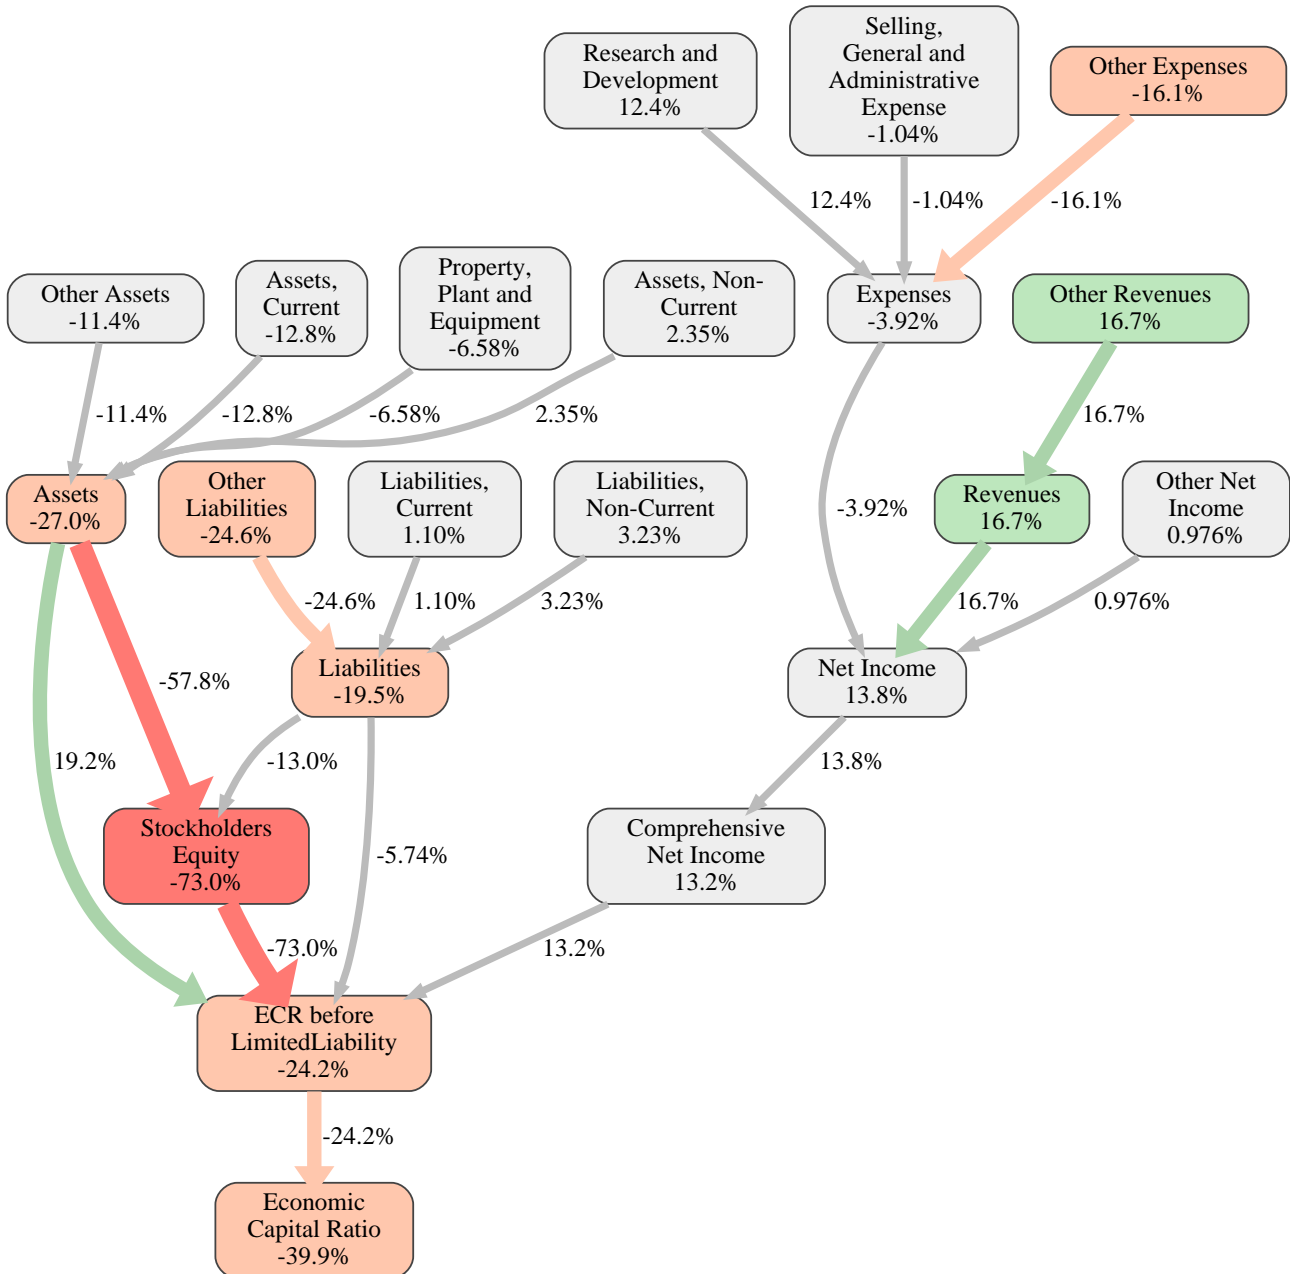 Research and
Development
12.4%
Selling,
General and
Administrative
Expense
-1.04%
Other Expenses
-16.1%
12.4%
-1.04%
-16.1%
Other Assets
-11.4%
Assets,
Current
-12.8%
Property,
Plant and
Equipment
-6.58%
Assets, Non-
Current
2.35%
Expenses
-3.92%
Other Revenues
16.7%
-11.4%
-12.8%
-6.58%
2.35%
16.7%
Assets
-27.0%
Other
Liabilities
-24.6%
Liabilities,
Current
1.10%
Liabilities,
Non-Current
3.23%
-3.92%
Revenues
16.7%
Other Net
Income
0.976%
-24.6%
1.10%
3.23%
16.7%
0.976%
-57.8%
Liabilities
-19.5%
Net Income
13.8%
19.2%
-13.0%
13.8%
Stockholders
Equity
-73.0%
-5.74%
Comprehensive
Net Income
13.2%
-73.0%
13.2%
ECR before
LimitedLiability
-24.2%
-24.2%
Economic
Capital Ratio
-39.9%